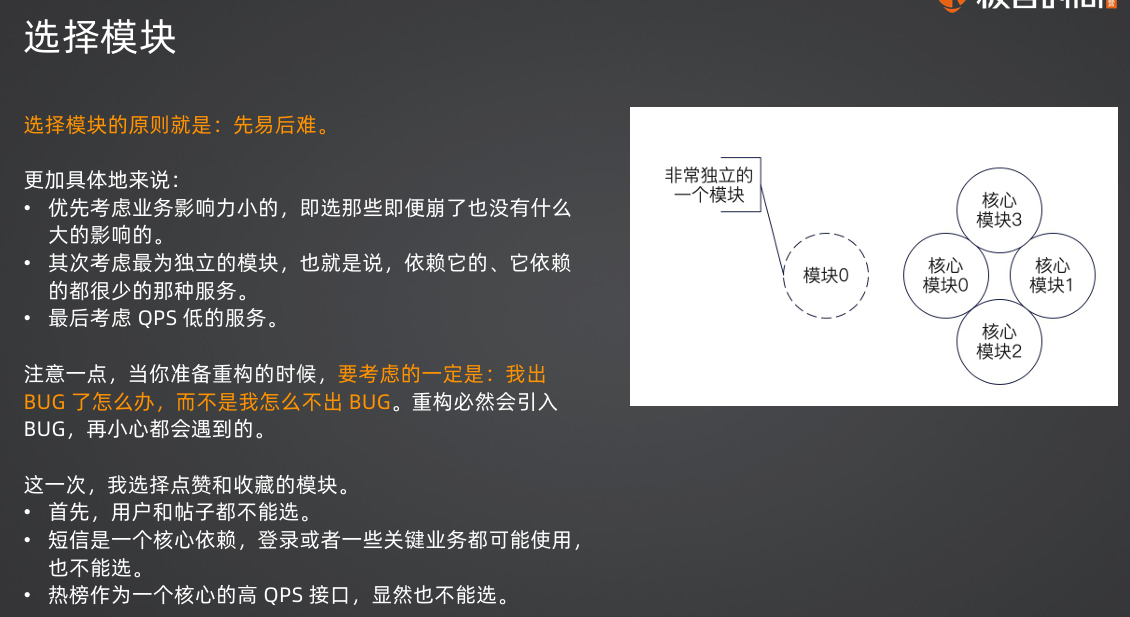 选择模块
选择模块的原则就是：先易后难。
更加具体地来说：
• 优先考虑业务影响力小的，即选那些即便崩了也没有什么
大的影响的。
• 其次考虑最为独立的模块，也就是说，依赖它的、它依赖
的都很少的那种服务。
• 最后考虑 QPS 低的服务。
注意一点，当你准备重构的时候，要考虑的一定是：我出
BUG 了怎么办，而不是我怎么不出 BUG。重构必然会引入
BUG，再小心都会遇到的。
这一次，我选择点赞和收藏的模块。
• 首先，用户和帖子都不能选。
• 短信是一个核心依赖，登录或者一些关键业务都可能使用，
也不能选。
• 热榜作为一个核心的高 QPS 接口，显然也不能选。
非常独立的
一个模块
模块0
核心
模块3
核心
模块0
核心
模块1
核心
模块2